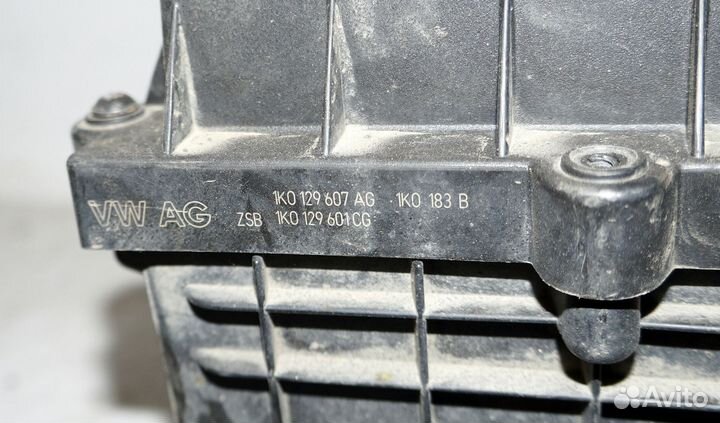 VW AG
1K0 129 607 AG · 1K0 183 B
ZSB 1K0 129 601 CG
Avito